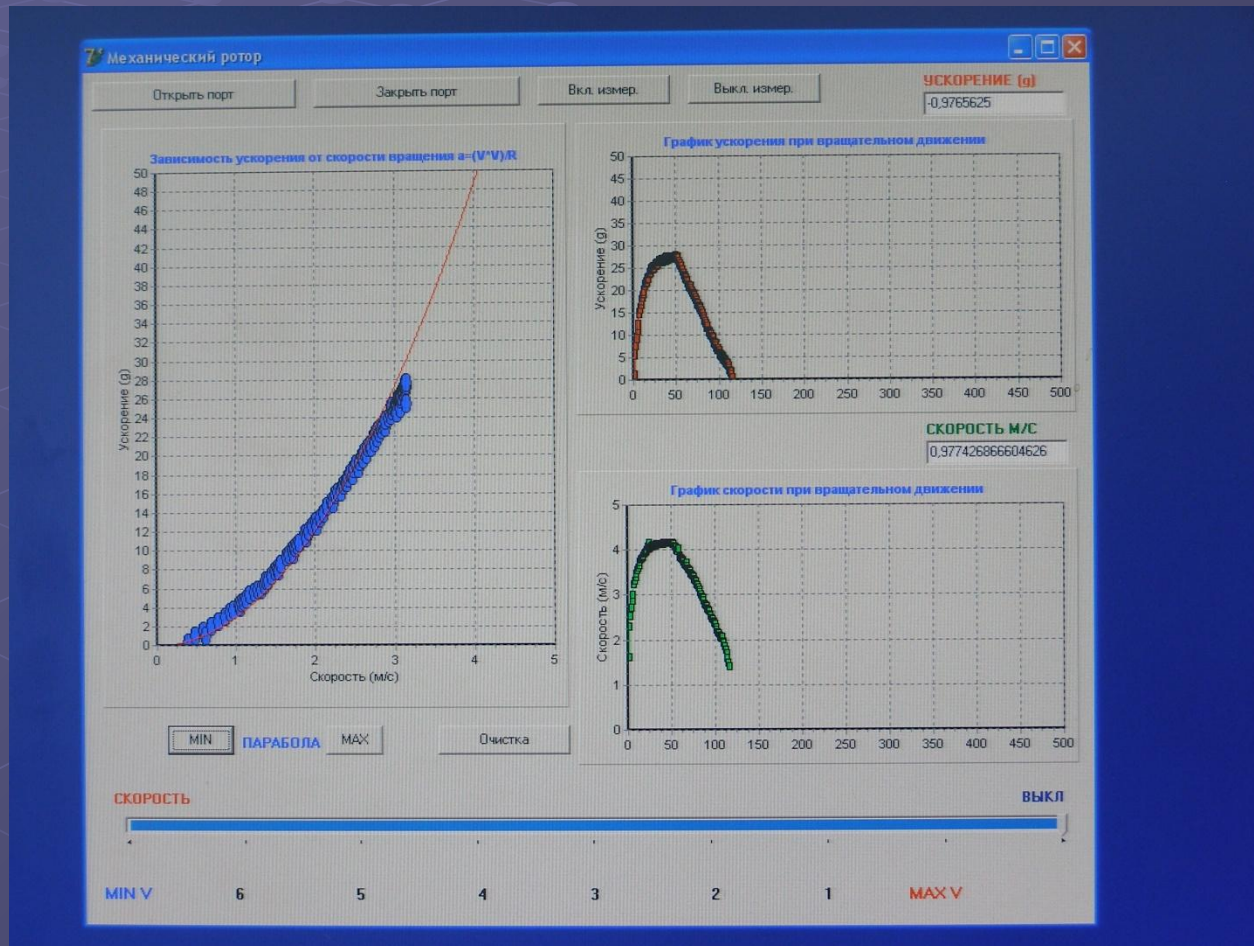 Механический ротор
Открыть порт
Закрыть порт
Вкл. измер.
Выкл. измер.
УСКОРЕНИЕ (g)
-0,9765625
Зависимость ускорения от скорости вращения a=(V*V)/R
50
48
46
44
42
40
38
36
34
32
30
28
26
24
22
20
18
16
14
12
10
8
6
4
2
0
Ускорение (g)
0 1 2 3 4 5
Скорость (м/с)
График ускорения при вращательном движении
50
45
40
35
30
25
20
15
10
5
0
Ускорение (g)
0 50 100 150 200 250 300 350 400 450 500
СКОРОСТЬ М/С
0,977426866604626
График скорости при вращательном движении
5
4
3
2
1
0
Скорость (м/с)
0 50 100 150 200 250 300 350 400 450 500
MIN ПАРАБОЛА MAX
Очистка
СКОРОСТЬ
ВЫКЛ
MIN V 6 5 4 3 2 1 MAX V